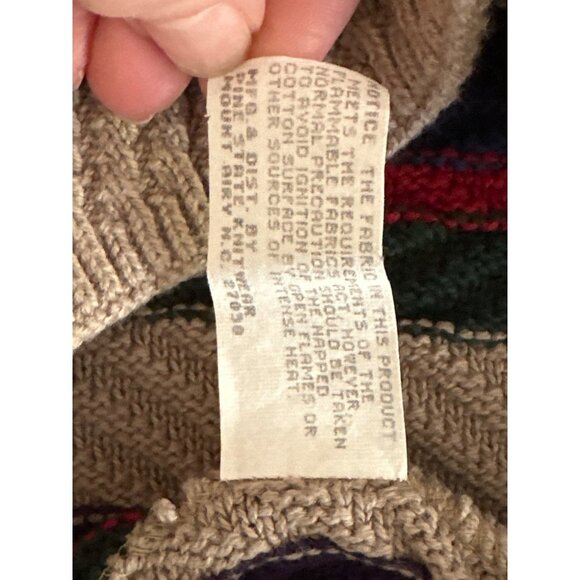 NOTICE THE FABRIC IN THIS PRODUCT
MEETS THE REQUIREMENTS OF THE
FLAMMABLE FABRICS ACT. HOWEVER,
NORMAL PRECAUTION SHOULD BE TAKEN
TO AVOID IGNITION OF THE NAPPED
COTTON SURFACE BY OPEN FLAMES OR
OTHER SOURCES OF INTENSE HEAT.
MFG & DIST. BY
PINE STATE KNITWEAR
MOUNT AIRY N.C. 27030